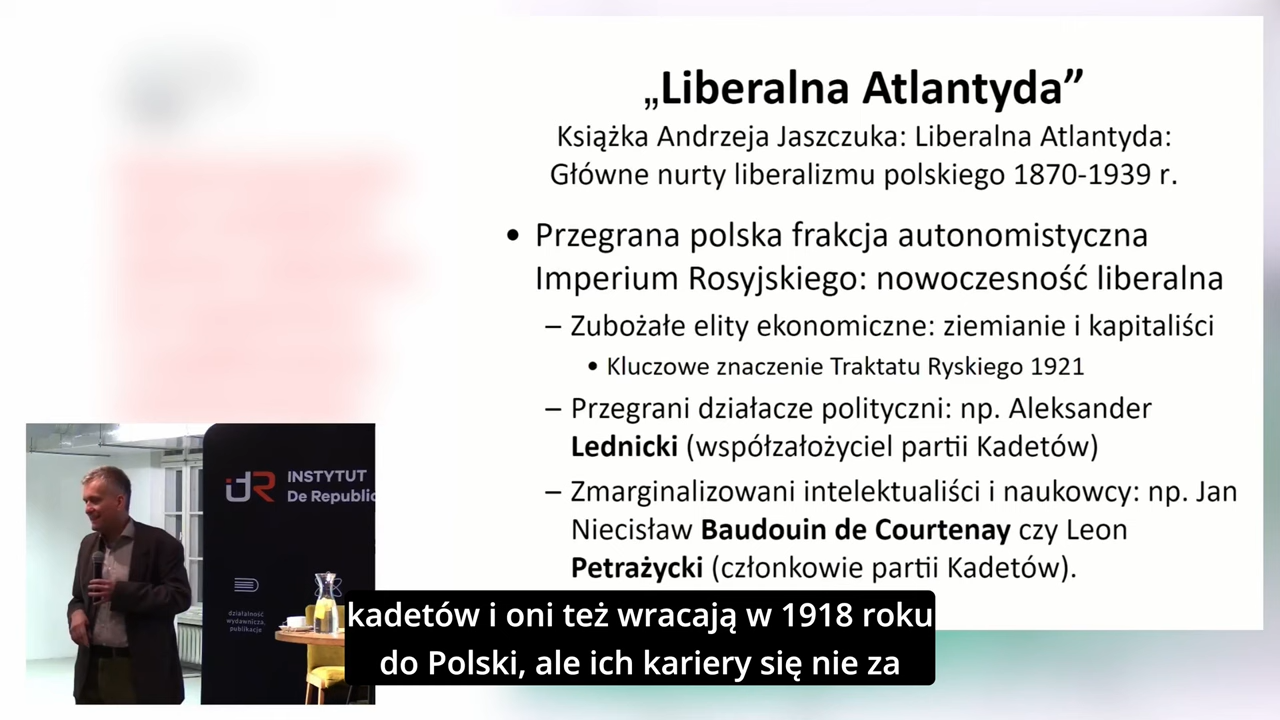 „Liberalna Atlantyda”
Książka Andrzeja Jaszczuka: Liberalna Atlantyda:
Główne nurty liberalizmu polskiego 1870-1939 r.
• Przegrana polska frakcja autonomistyczna
Imperium Rosyjskiego: nowoczesność liberalna
– Zubożałe elity ekonomiczne: ziemianie i kapitaliści
• Kluczowe znaczenie Traktatu Ryskiego 1921
– Przegrani działacze polityczni: np. Aleksander
Lednicki (współzałożyciel partii Kadetów)
– Zmarginalizowani intelektualiści i naukowcy: np. Jan
Niecisław Baudouin de Courtenay czy Leon
Petrażycki (członkowie partii Kadetów).
idR INSTYTUT
De Republic
działalność
wydawnicza,
publikacje
kadetów i oni też wracają w 1918 roku
do Polski, ale ich kariery się nie za